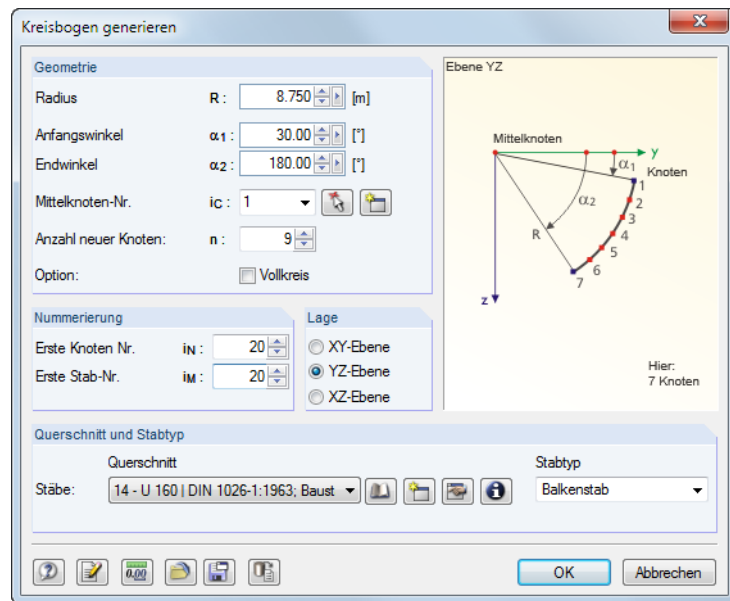 Kreisbogen generieren
Geometrie
Radius R : 8.750 [m]
Anfangswinkel α1 : 30.00 [°]
Endwinkel α2 : 180.00 [°]
Mittelknoten-Nr. iC : 1
Anzahl neuer Knoten: n : 9
Option: Vollkreis
Ebene YZ
Mittelknoten
y
α1
Knoten
1
α2
2
3
R
4
5
6
7
z
Hier:
7 Knoten
Nummerierung
Erste Knoten Nr. iN : 20
Erste Stab-Nr. iM : 20
Lage
XY-Ebene
YZ-Ebene
XZ-Ebene
Querschnitt und Stabtyp
Querschnitt Stabtyp
Stäbe: 14 - U 160 | DIN 1026-1:1963; Baust Balkenstab
0.00
OK Abbrechen